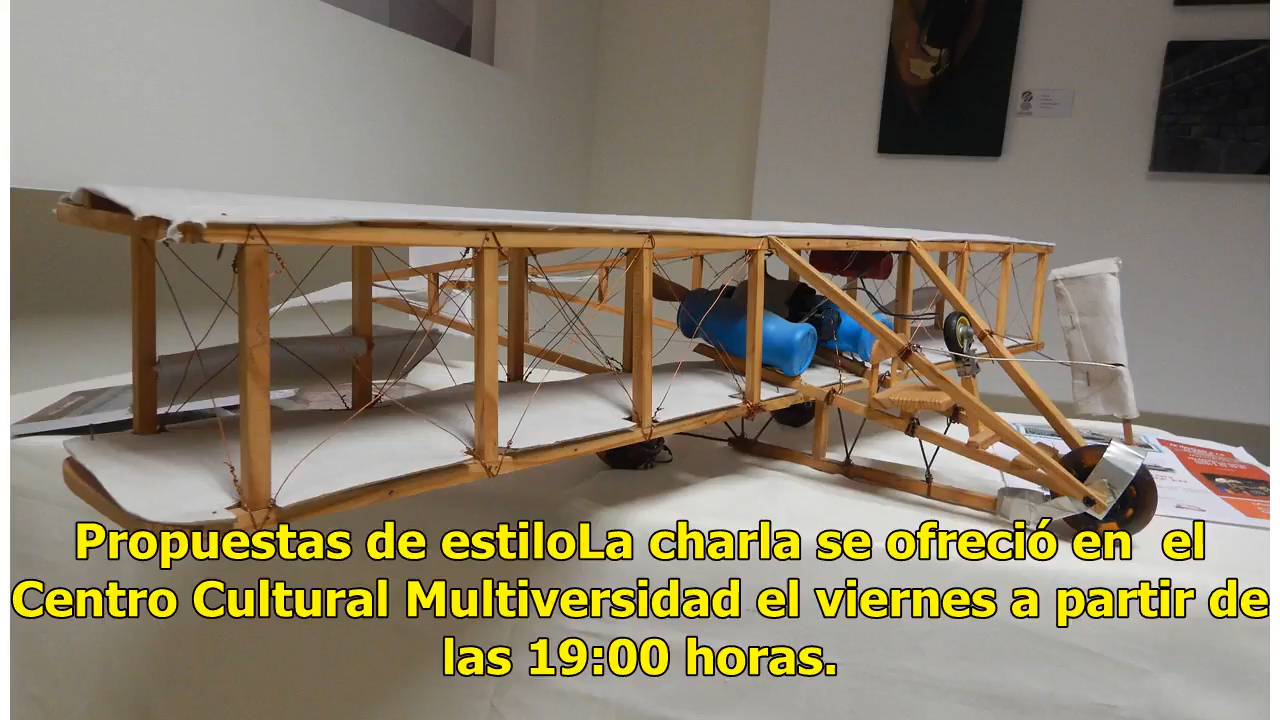 Propuestas de estiloLa charla se ofreció en  el
Centro Cultural Multiversidad el viernes a partir de
las 19:00 horas.